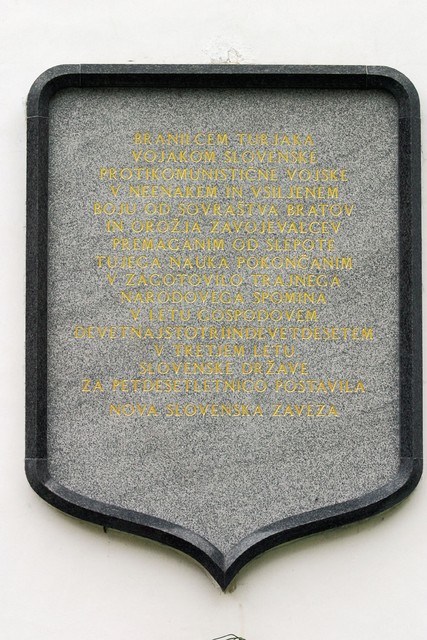 BRANILCEM TURJAKA
VOJAKOM SLOVENSKE
PROTIKOMUNISTIČNE VOJSKE
V NEENAKEM IN VSILJENEM
BOJU OD SOVRAŠTVA BRATOV
IN OROŽJA ZAVOJEVALCEV
PREMAGANIM OD SLEPOTE
TUJEGA NAUKA POKONČANIM
V ZAGOTOVILO TRAJNEGA
NARODOVEGA SPOMINA
V LETU GOSPODOVEM
DEVETNAJSTOTRIINDEVETDESETEM
V TRETJEM LETU
SLOVENSKE DRŽAVE
ZA PETDESETLETNICO POSTAVILA
NOVA SLOVENSKA ZAVEZA